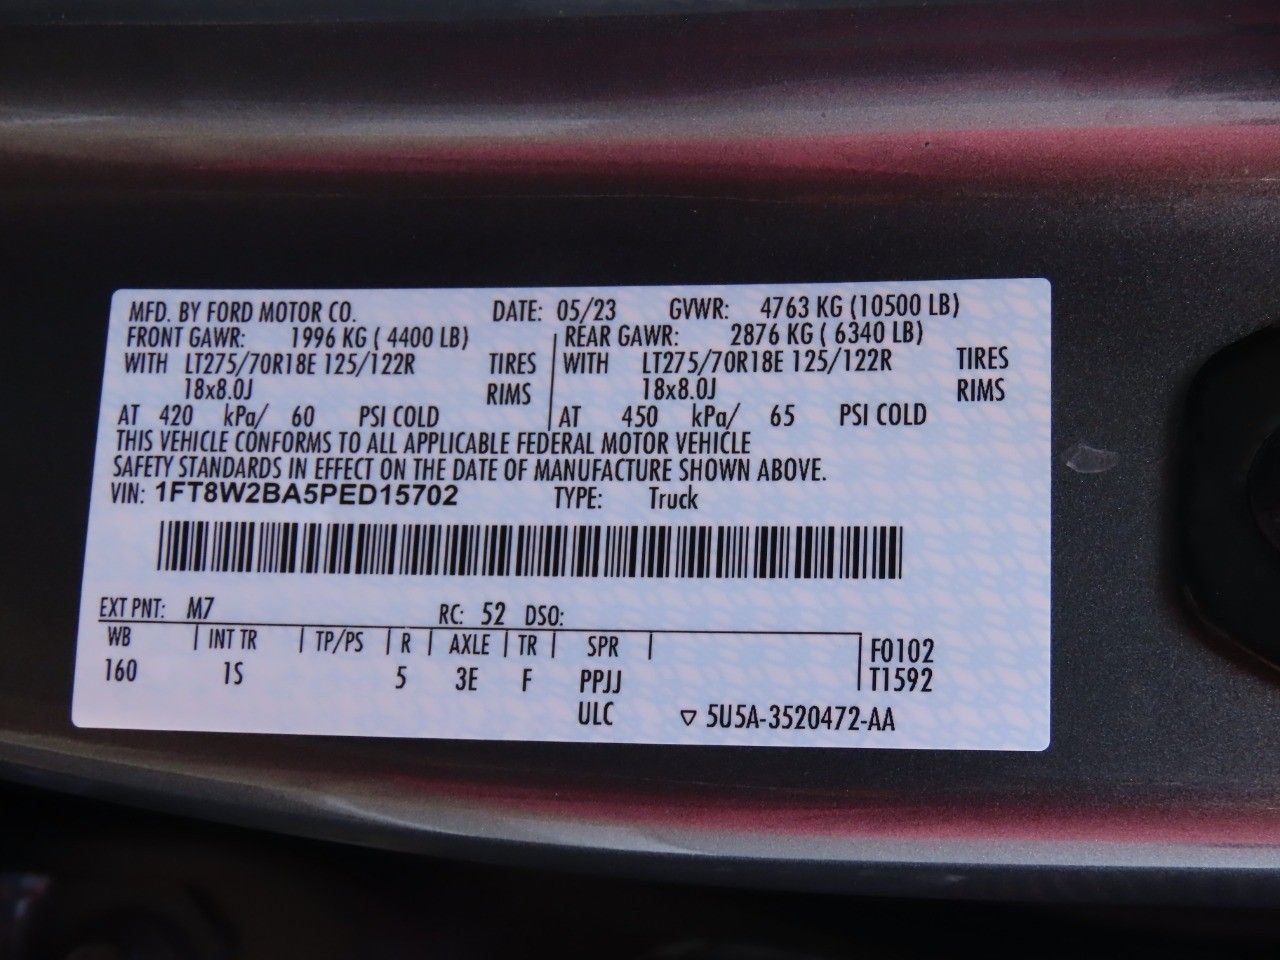 MFD. BY FORD MOTOR CO. DATE: 05/23 GVWR: 4763 KG (10500 LB)
FRONT GAWR: 1996 KG ( 4400 LB) REAR GAWR: 2876 KG ( 6340 LB)
WITH LT275/70R18E 125/122R TIRES WITH LT275/70R18E 125/122R TIRES
18x8.0J RIMS 18x8.0J RIMS
AT 420 kPa/ 60 PSI COLD AT 450 kPa/ 65 PSI COLD
THIS VEHICLE CONFORMS TO ALL APPLICABLE FEDERAL MOTOR VEHICLE
SAFETY STANDARDS IN EFFECT ON THE DATE OF MANUFACTURE SHOWN ABOVE.
VIN: 1FT8W2BA5PED15702 TYPE: Truck
EXT PNT: M7 RC: 52 DSO:
WB | INT TR | TP/PS | R | AXLE | TR | SPR | F0102
160 1S 5 3E F PPJJ T1592
ULC ▽ 5U5A-3520472-AA